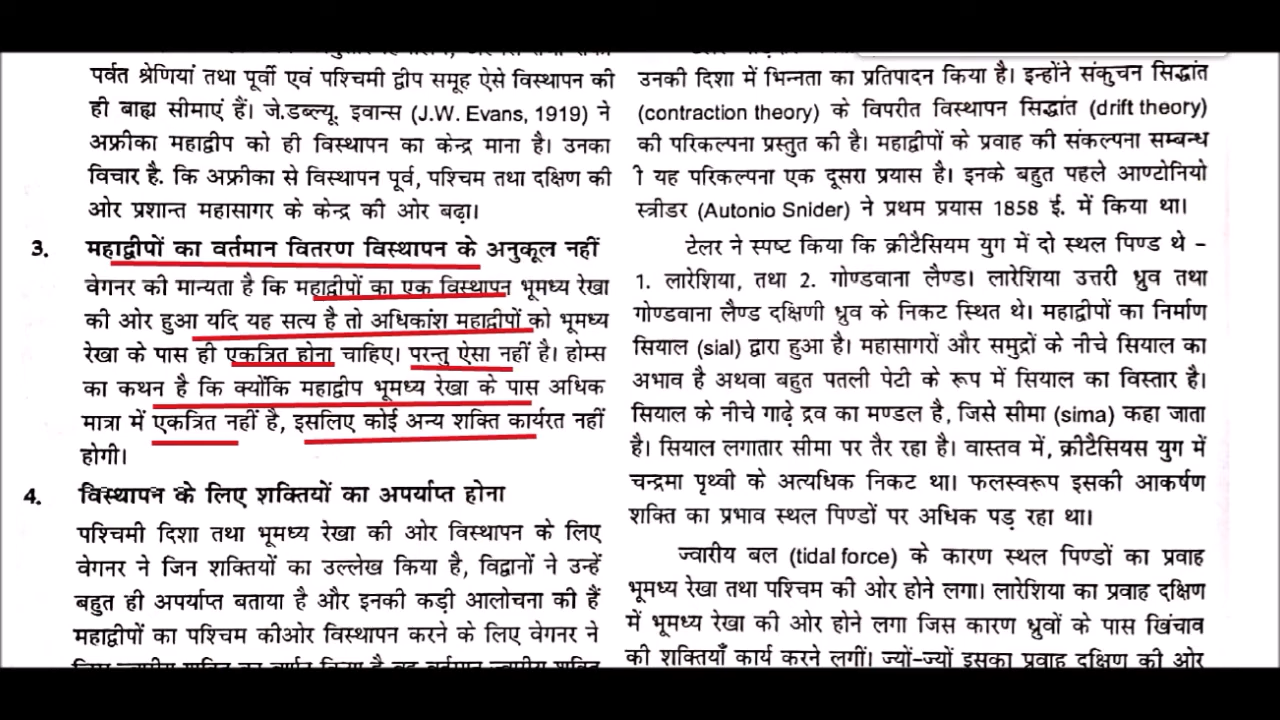 पर्वत श्रेणियां तथा पूर्वी एवं पश्चिमी द्वीप समूह ऐसे विस्थापन की
ही बाह्य सीमाएं हैं। जे.डब्ल्यू. इवान्स (J.W. Evans, 1919) ने
अफ्रीका महाद्वीप को ही विस्थापन का केन्द्र माना है। उनका
विचार है. कि अफ्रीका से विस्थापन पूर्व, पश्चिम तथा दक्षिण की
ओर प्रशान्त महासागर के केन्द्र की ओर बढ़ा।
3. महाद्वीपों का वर्तमान वितरण विस्थापन के अनुकूल नहीं
वेगनर की मान्यता है कि महाद्वीपों का एक विस्थापन भूमध्य रेखा
की ओर हुआ यदि यह सत्य है तो अधिकांश महाद्वीपों को भूमध्य
रेखा के पास ही एकत्रित होना चाहिए। परन्तु ऐसा नहीं है। होम्स
का कथन है कि क्योंकि महाद्वीप भूमध्य रेखा के पास अधिक
मात्रा में एकत्रित नहीं है, इसलिए कोई अन्य शक्ति कार्यरत नहीं
होगी।
4. विस्थापन के लिए शक्तियों का अपर्याप्त होना
पश्चिमी दिशा तथा भूमध्य रेखा की ओर विस्थापन के लिए
वेगनर ने जिन शक्तियों का उल्लेख किया है, विद्वानों ने उन्हें
बहुत ही अपर्याप्त बताया है और इनकी कड़ी आलोचना की हैं
महाद्वीपों का पश्चिम कीओर विस्थापन करने के लिए वेगनर ने
उनकी दिशा में भिन्नता का प्रतिपादन किया है। इन्होंने संकुचन सिद्धांत
(contraction theory) के विपरीत विस्थापन सिद्धांत (drift theory)
की परिकल्पना प्रस्तुत की है। महाद्वीपों के प्रवाह की संकल्पना सम्बन्ध
ी यह परिकल्पना एक दूसरा प्रयास है। इनके बहुत पहले आण्टोनियो
स्त्रीडर (Autonio Snider) ने प्रथम प्रयास 1858 ई. में किया था।
टेलर ने स्पष्ट किया कि क्रीटैसियम युग में दो स्थल पिण्ड थे –
1. लारेशिया, तथा 2. गोण्डवाना लैण्ड। लारेशिया उत्तरी ध्रुव तथा
गोण्डवाना लैण्ड दक्षिणी ध्रुव के निकट स्थित थे। महाद्वीपों का निर्माण
सियाल (sial) द्वारा हुआ है। महासागरों और समुद्रों के नीचे सियाल का
अभाव है अथवा बहुत पतली पेटी के रूप में सियाल का विस्तार है।
सियाल के नीचे गाढ़े द्रव का मण्डल है, जिसे सीमा (sima) कहा जाता
है। सियाल लगातार सीमा पर तैर रहा है। वास्तव में, क्रीटैसियस युग में
चन्द्रमा पृथ्वी के अत्यधिक निकट था। फलस्वरूप इसकी आकर्षण
शक्ति का प्रभाव स्थल पिण्डों पर अधिक पड़ रहा था।
ज्वारीय बल (tidal force) के कारण स्थल पिण्डों का प्रवाह
भूमध्य रेखा तथा पश्चिम की ओर होने लगा। लारेशिया का प्रवाह दक्षिण
में भूमध्य रेखा की ओर होने लगा जिस कारण ध्रुवों के पास खिंचाव
की शक्तियाँ कार्य करने लगीं। ज्यों-ज्यों इसका प्रवाह दक्षिण की ओर